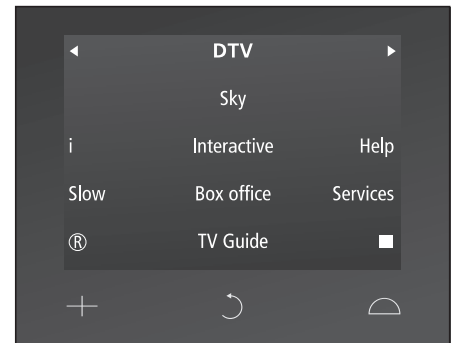 DTV
Sky
i Interactive Help
Slow Box office Services
® TV Guide